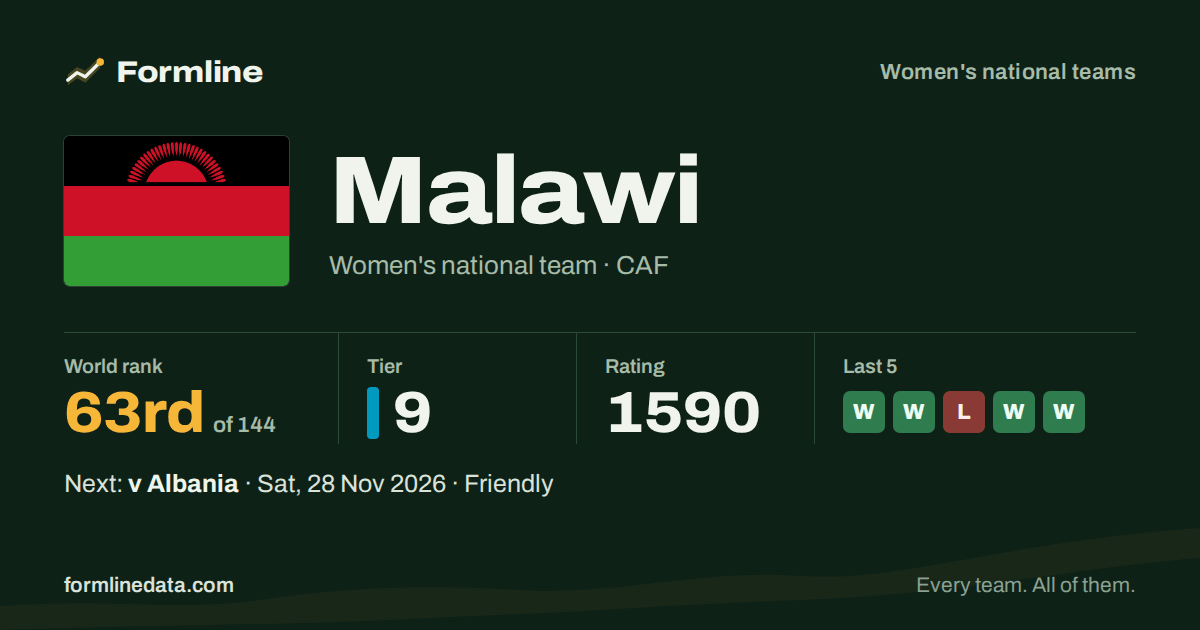 Formline
Women's national teams
Malawi
Women's national team · CAF
World rank
63rd of 144
Tier
9
Rating
1590
Last 5
W W L W W
Next: v Albania · Sat, 28 Nov 2026 · Friendly
formlinedata.com
Every team. All of them.